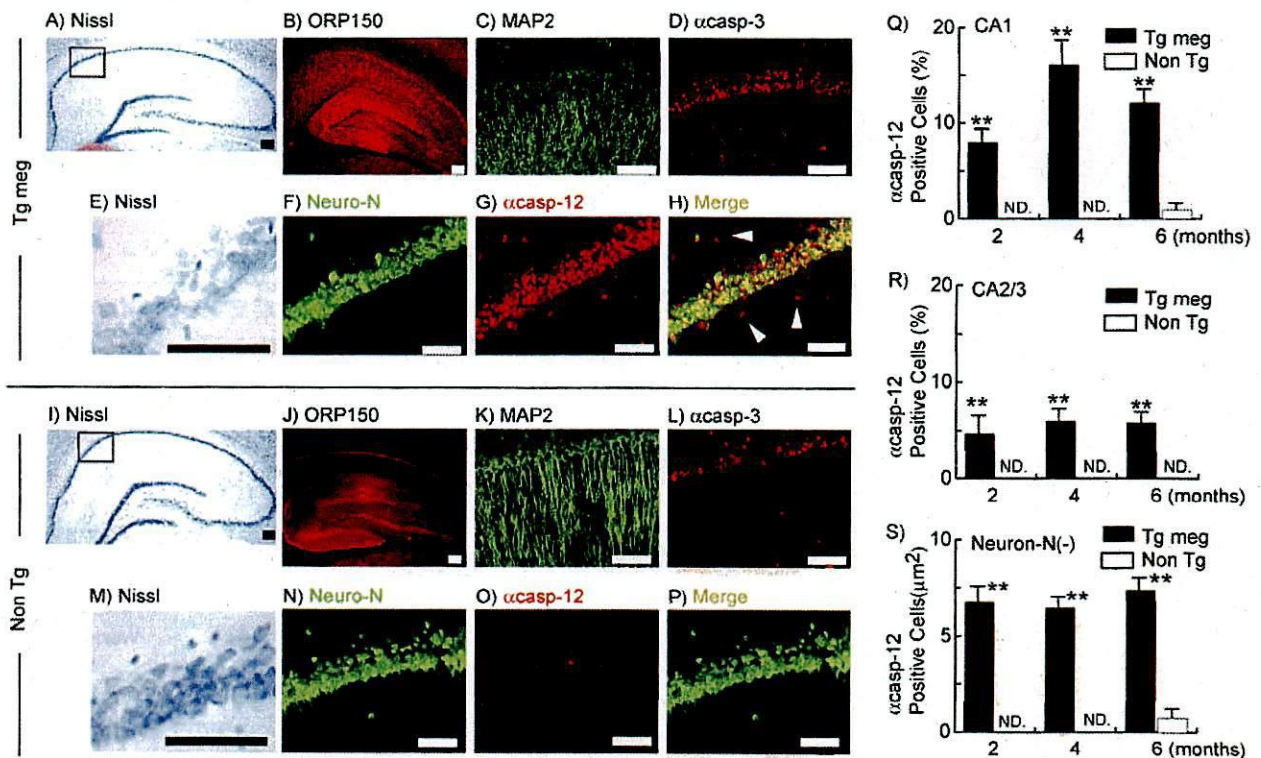 A) Nissl
B) ORP150
C) MAP2
D) αcasp-3
Tg meg
E) Nissl
F) Neuro-N
G) αcasp-12
H) Merge
I) Nissl
J) ORP150
K) MAP2
L) αcasp-3
Non Tg
M) Nissl
N) Neuro-N
O) αcasp-12
P) Merge
Q) CA1
Tg meg
Non Tg
αcasp-12
Positive Cells (%)
20
10
0
**
**
**
ND.
ND.
2 4 6 (months)
R) CA2/3
Tg meg
Non Tg
αcasp-12
Positive Cells (%)
20
10
0
**
**
**
ND.
ND.
ND.
2 4 6 (months)
S) Neuron-N(-)
Tg meg
Non Tg
αcasp-12
Positive Cells(μm²)
10
5
0
**
**
**
ND.
ND.
2 4 6 (months)